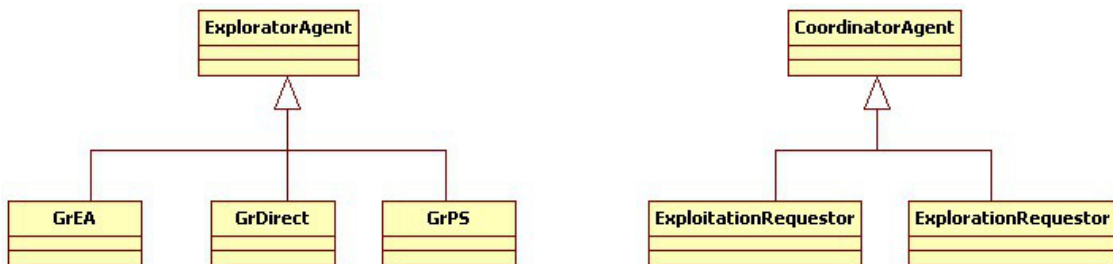 ExploratorAgent
CoordinatorAgent
GrEA
GrDirect
GrPS
ExploitationRequestor
ExplorationRequestor